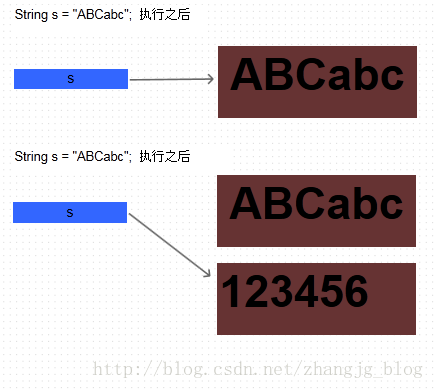 String s = "ABCabc"; 执行之后
s
ABCabc
String s = "ABCabc"; 执行之后
s
ABCabc
123456
http://blog.csdn.net/zhangjg_blog